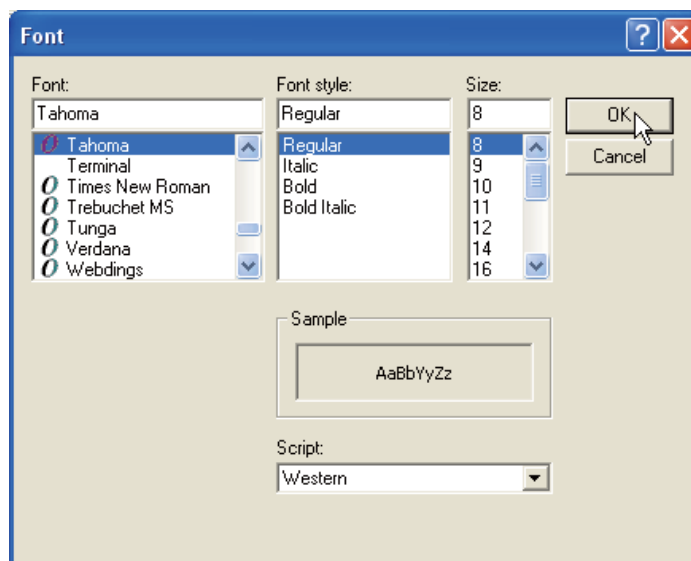 Font
Font:
Tahoma
Tahoma
Terminal
Times New Roman
Trebuchet MS
Tunga
Verdana
Webdings
Font style:
Regular
Regular
Italic
Bold
Bold Italic
Size:
8
8
9
10
11
12
14
16
OK
Cancel
Sample
AaBbYyZz
Script:
Western